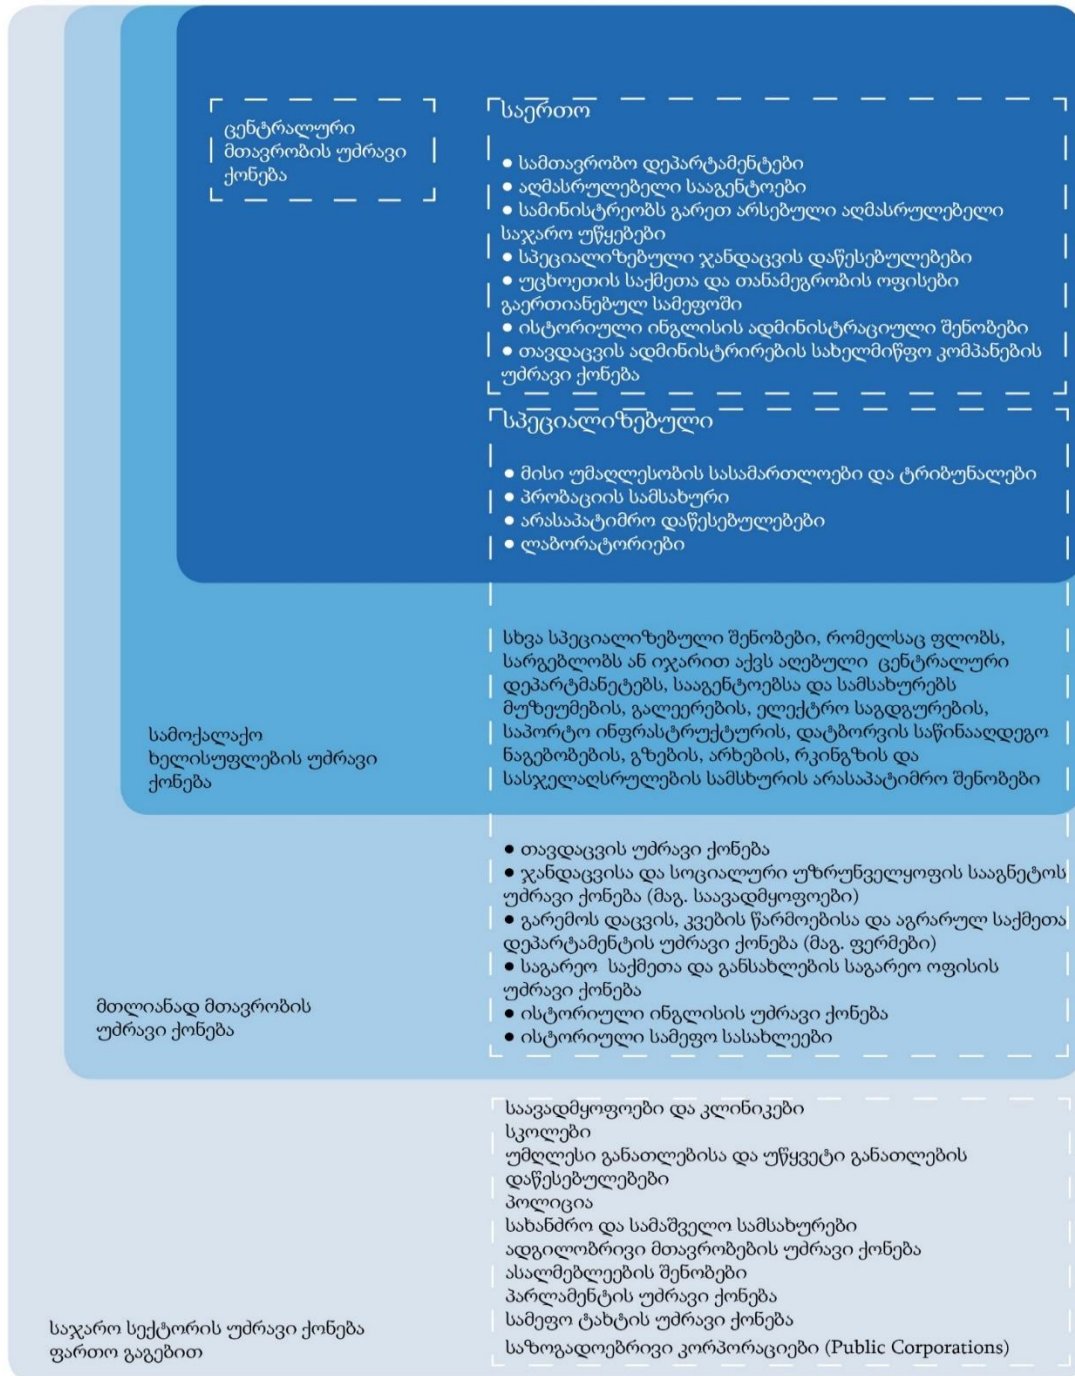 ცენტრალური
მთავრობის უძრავი
ქონება
საერთო
● სამთავრობო დეპარტამენტები
● აღმასრულებელი სააგენტოები
● სამინისტრეობს გარეთ არსებული აღმასრულებელი
საჯარო უწყებები
● სპეციალიზებული ჯანდაცვის დაწესებულებები
● უცხოეთის საქმეთა და თანამეგრობის ოფისები
გაერთიანებულ სამეფოში
● ისტორიული ინგლისის ადმინისტრაციული შენობები
● თავდაცვის ადმინისტრირების სახელმიწფო კომპანების
უძრავი ქონება
სპეციალიზებული
● მისი უმაღლესობის სასამართლოები და ტრიბუნალები
● პრობაციის სამსახური
● არასაპატიმრო დაწესებულებები
● ლაბორატორიები
სამოქალაქო
ხელისუფლების უძრავი
ქონება
სხვა სპეციალიზებული შენობები, რომელსაც ფლობს,
სარგებლობს ან იჯარით აქვს აღებული ცენტრალური
დეპარტმანეტებს, სააგენტოებსა და სამსახურებს
მუზეუმების, გალეერების, ელექტრო საგდგურების,
საპორტო ინფრასტრუქტურის, დატბორვის საწინააღდეგო
ნაგებობების, გზების, არხების, რკინგზის და
სასჯელაღსრულების სამსხურის არასაპატიმრო შენობები
მთლიანად მთავრობის
უძრავი ქონება
● თავდაცვის უძრავი ქონება
● ჯანდაცვისა და სოციალური უზრუნველყოფის სააგნეტოს
უძრავი ქონება (მაგ. საავადმყოფოები)
● გარემოს დაცვის, კვების წარმოებისა და აგრარულ საქმეთა
დეპარტამენტის უძრავი ქონება (მაგ. ფერმები)
● საგარეო საქმეთა და განსახლების საგარეო ოფისის
უძრავი ქონება
● ისტორიული ინგლისის უძრავი ქონება
● ისტორიული სამეფო სასახლეები
საჯარო სექტორის უძრავი ქონება
ფართო გაგებით
საავადმყოფოები და კლინიკები
სკოლები
უმღლესი განათლებისა და უწყვეტი განათლების
დაწესებულებები
პოლიცია
სახანძრო და სამაშველო სამსახურები
ადგილობრივი მთავრობების უძრავი ქონება
ასალმებლეების შენობები
პარლამენტის უძრავი ქონება
სამეფო ტახტის უძრავი ქონება
საზოგადოებრივი კორპორაციები (Public Corporations)